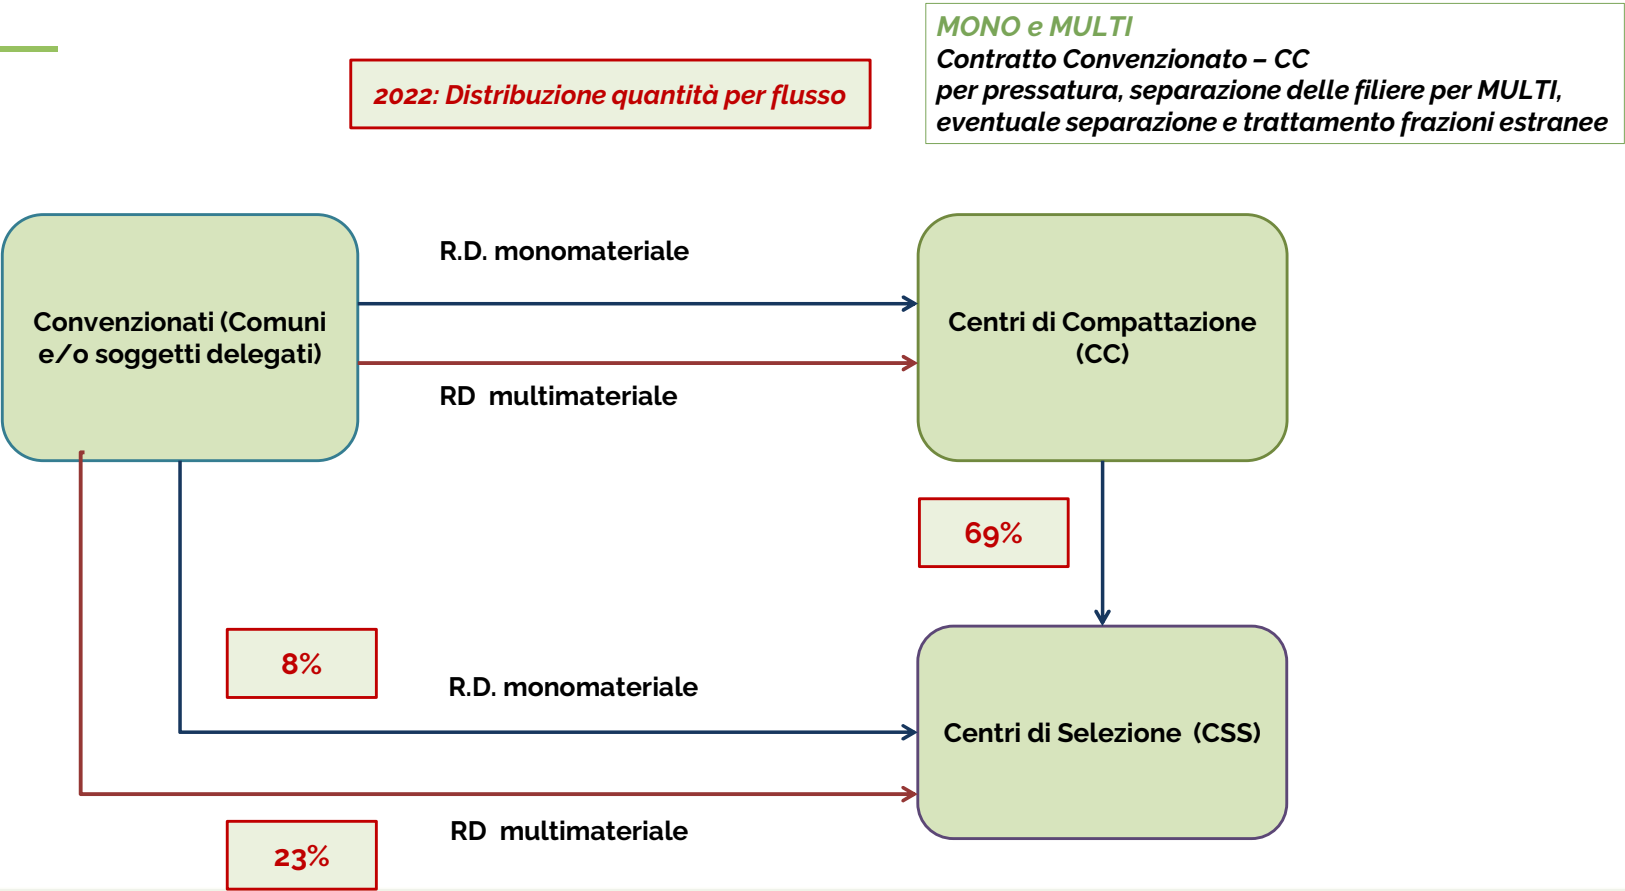 MONO e MULTI
Contratto Convenzionato – CC
per pressatura, separazione delle filiere per MULTI,
eventuale separazione e trattamento frazioni estranee
2022: Distribuzione quantità per flusso
R.D. monomateriale
Convenzionati (Comuni
e/o soggetti delegati)
Centri di Compattazione
(CC)
RD multimateriale
69%
8%
R.D. monomateriale
Centri di Selezione (CSS)
RD multimateriale
23%